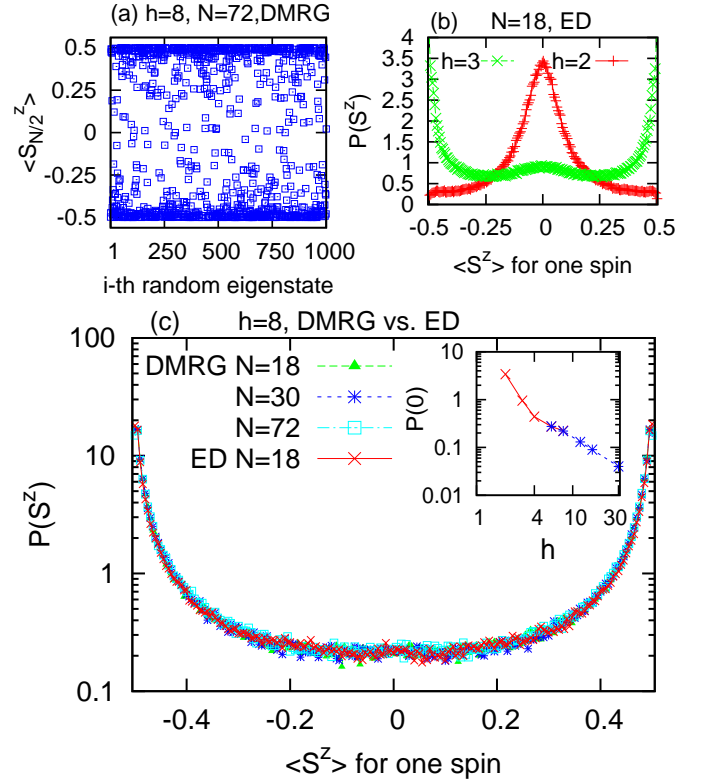 (a) h=8, N=72,DMRG
<S_{N/2}^z>
0.5
0.25
0
-0.25
-0.5
1 250 500 750 1000
i-th random eigenstate
(b) N=18, ED
h=3 h=2
P(S^z)
4
3.5
3
2.5
2
1.5
1
0.5
0
-0.5 -0.25 0 0.25 0.5
<S^z> for one spin
(c) h=8, DMRG vs. ED
DMRG N=18
N=30
N=72
ED N=18
P(S^z)
100
10
1
0.1
-0.4 -0.2 0 0.2 0.4
<S^z> for one spin
P(0)
10
1
0.1
0.01
1 4 10 30
h